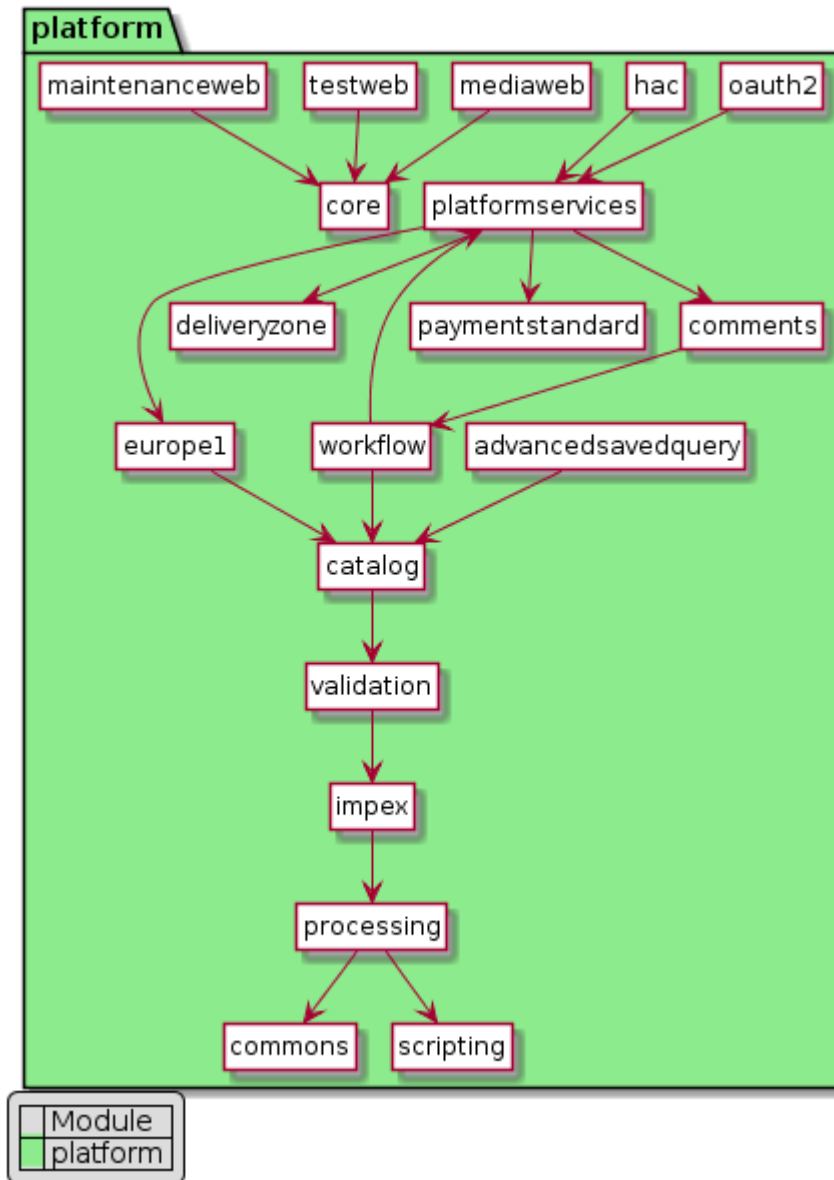 platform
maintenanceweb
testweb
mediaweb
hac
oauth2
core
platformservices
deliveryzone
paymentstandard
comments
europe1
workflow
advancedsavedquery
catalog
validation
impex
processing
commons
scripting
Module
platform